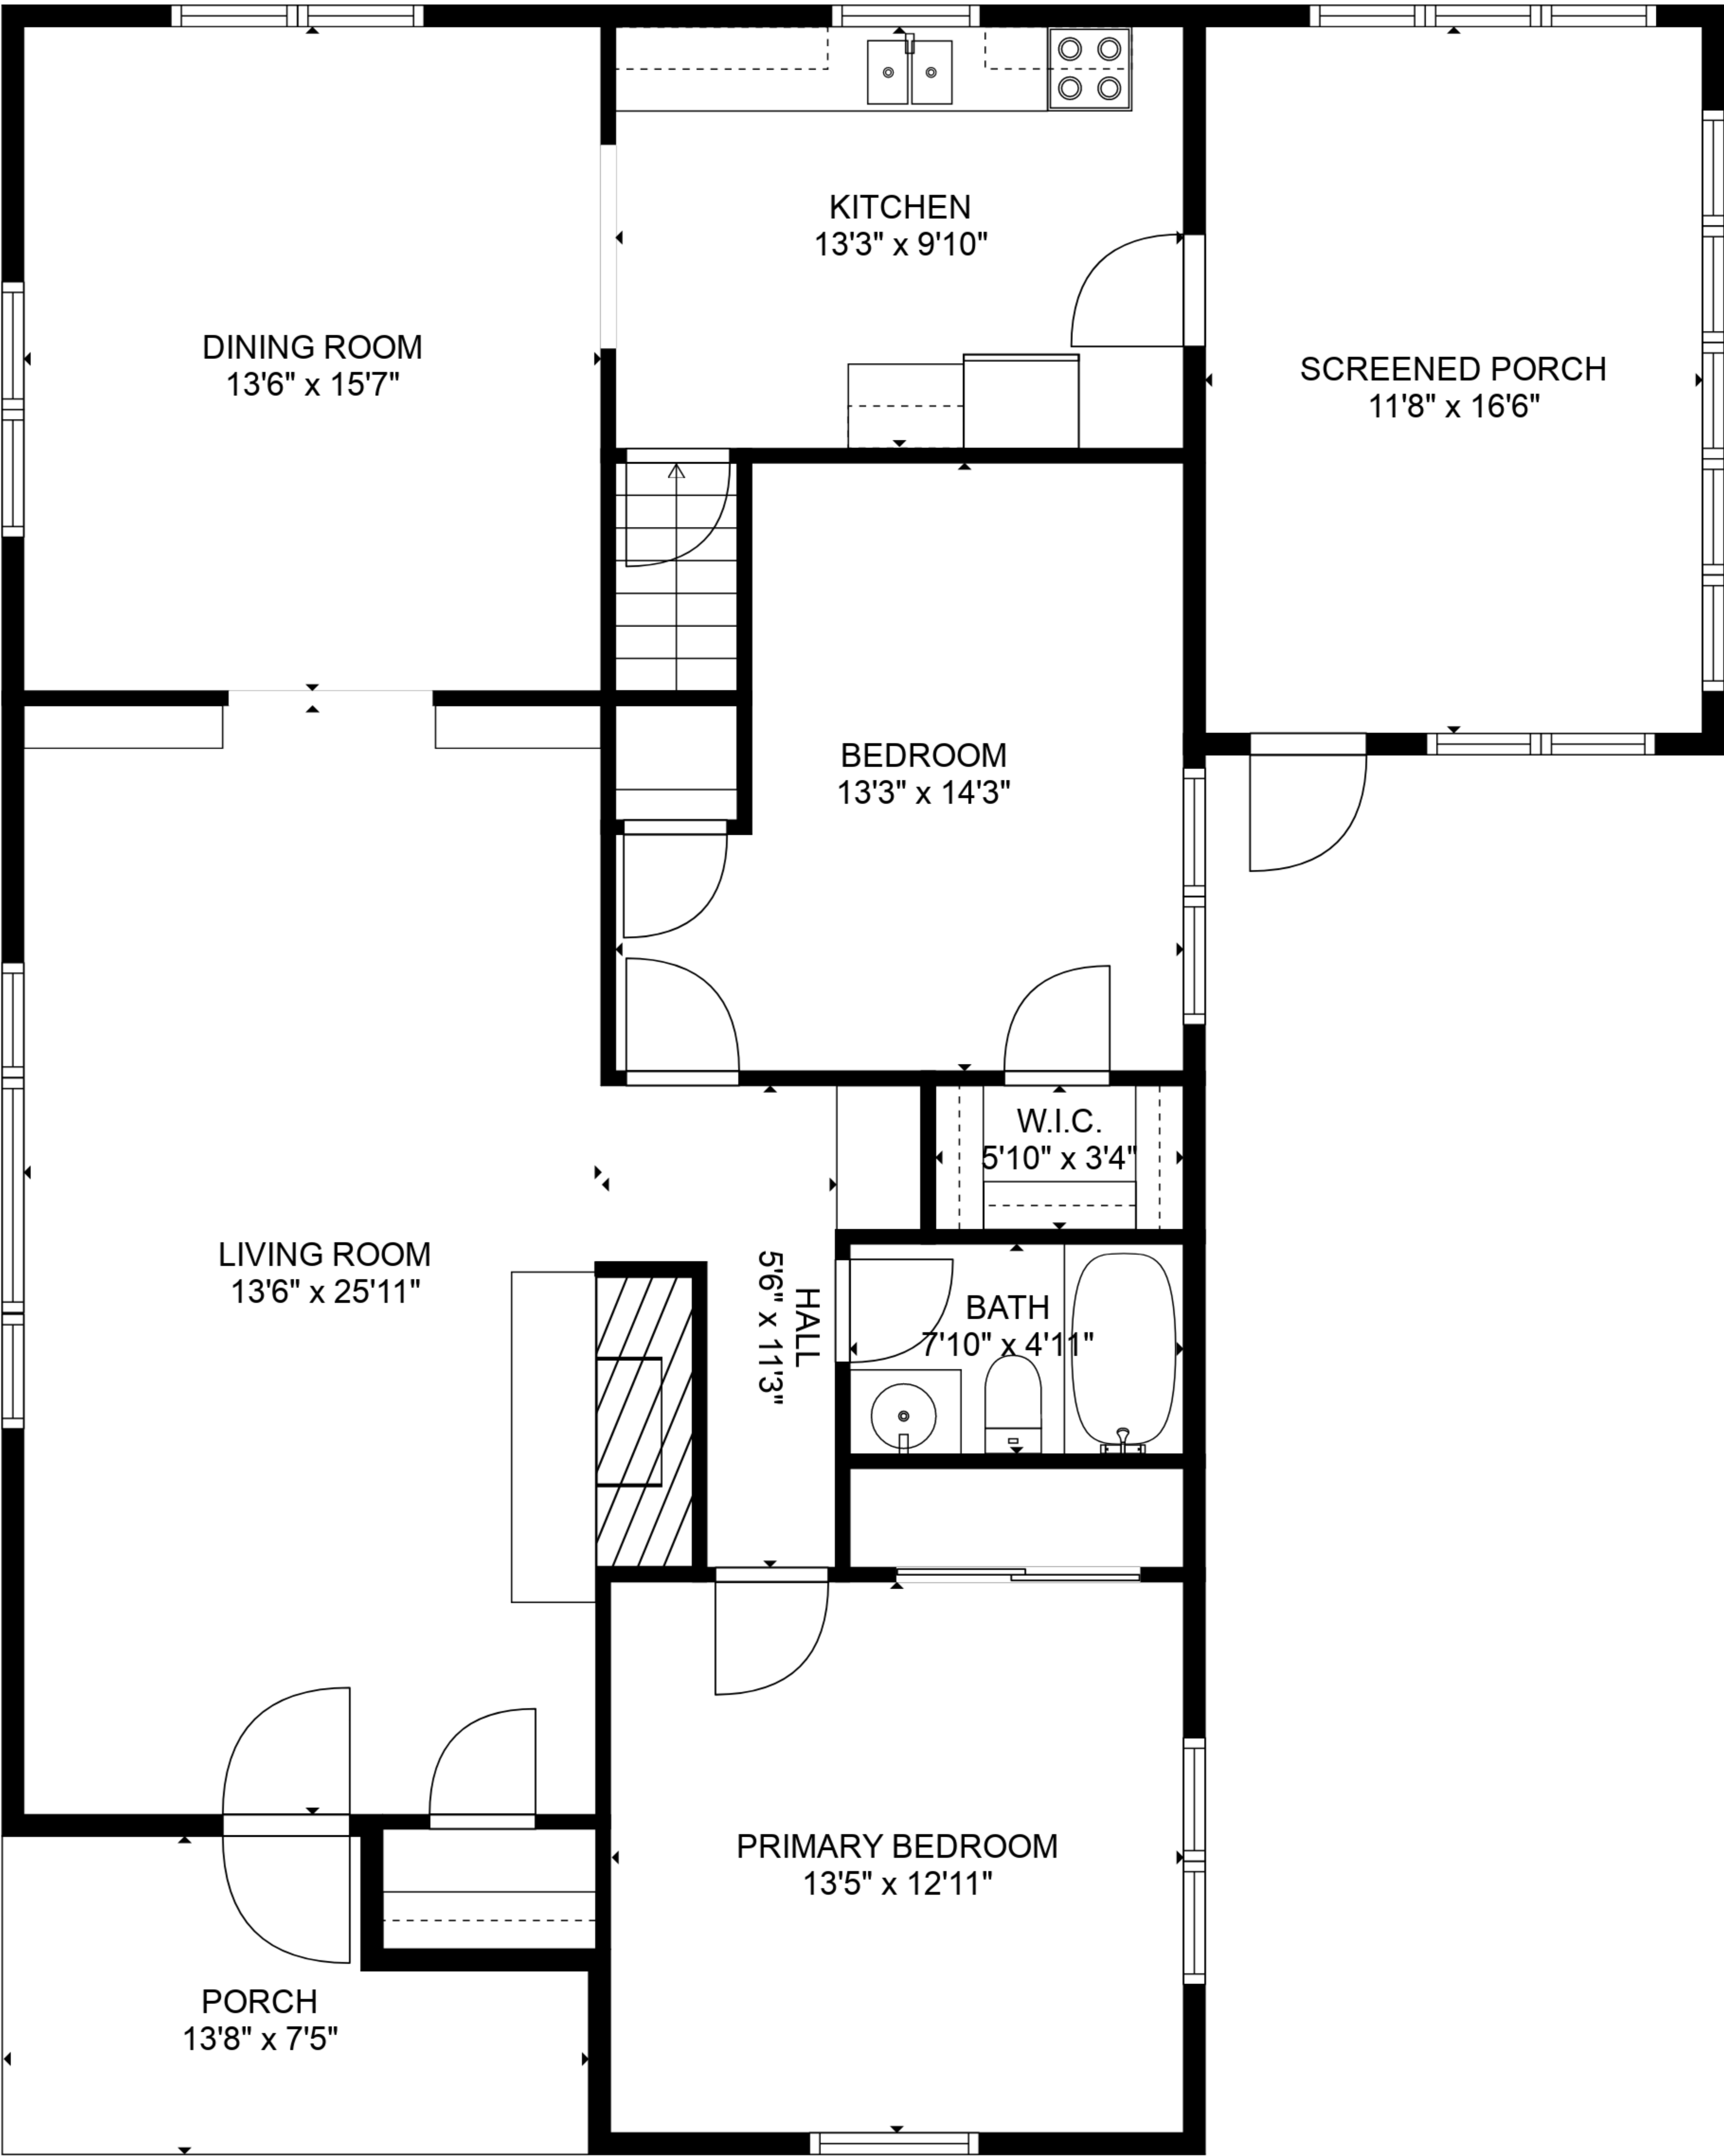 KITCHEN
13'3" x 9'10"
DINING ROOM
13'6" x 15'7"
SCREENED PORCH
11'8" x 16'6"
BEDROOM
13'3" x 14'3"
W.I.C.
5'10" x 3'4"
LIVING ROOM
13'6" x 25'11"
HALL
5'6" x 11'3"
BATH
7'10" x 4'11"
PRIMARY BEDROOM
13'5" x 12'11"
PORCH
13'8" x 7'5"